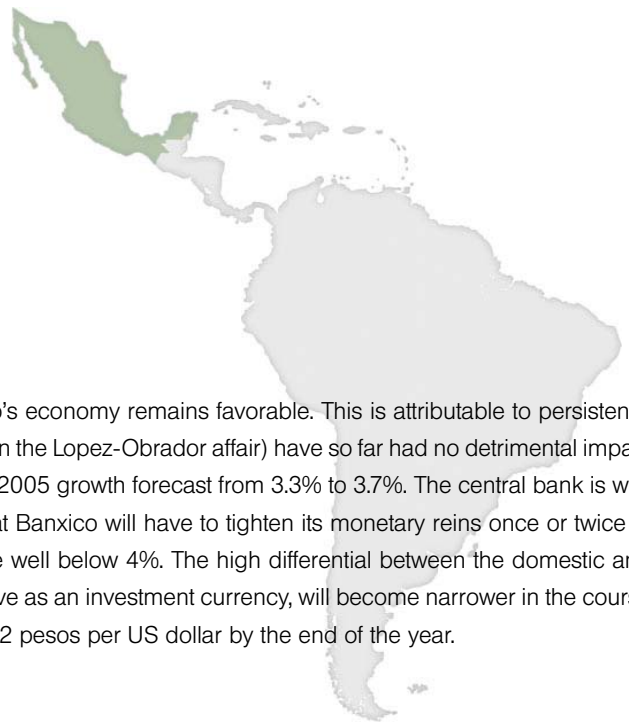 o's economy remains favorable. This is attributable to persisten
n the Lopez-Obrador affair) have so far had no detrimental impa
2005 growth forecast from 3.3% to 3.7%. The central bank is w
at Banxico will have to tighten its monetary reins once or twice
e well below 4%. The high differential between the domestic ar
ve as an investment currency, will become narrower in the cours
2 pesos per US dollar by the end of the year.